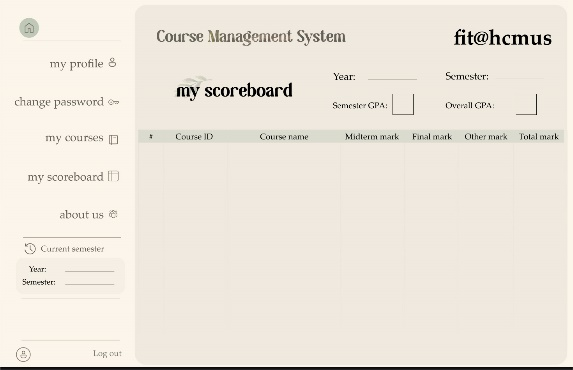 Course Management System
fit@hcmus
my profile
change password
my courses
my scoreboard
about us
Current semester
Year:
Semester:
Log out
my scoreboard
Year:
Semester:
Semester GPA:
Overall GPA:
# Course ID Course name Midterm mark Final mark Other mark Total mark